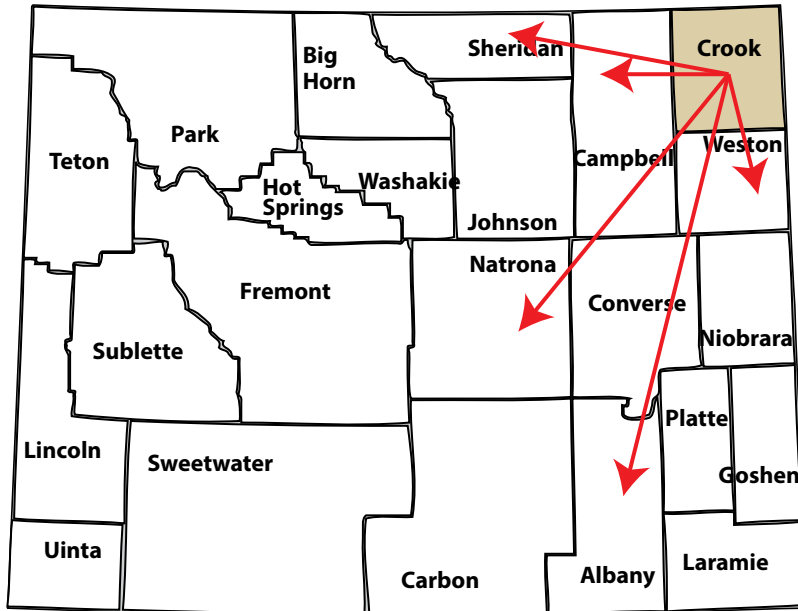 Big
Horn
Sheridan
Crook
Park
Teton
Hot
Springs
Washakie
Campbell
Weston
Johnson
Natrona
Fremont
Converse
Sublette
Niobrara
Platte
Lincoln
Sweetwater
Goshen
Uinta
Carbon
Albany
Laramie